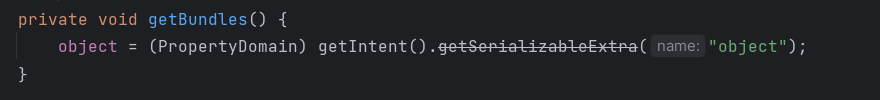 private void getBundles() {
    object = (PropertyDomain) getIntent().getSerializableExtra( name: "object");
}